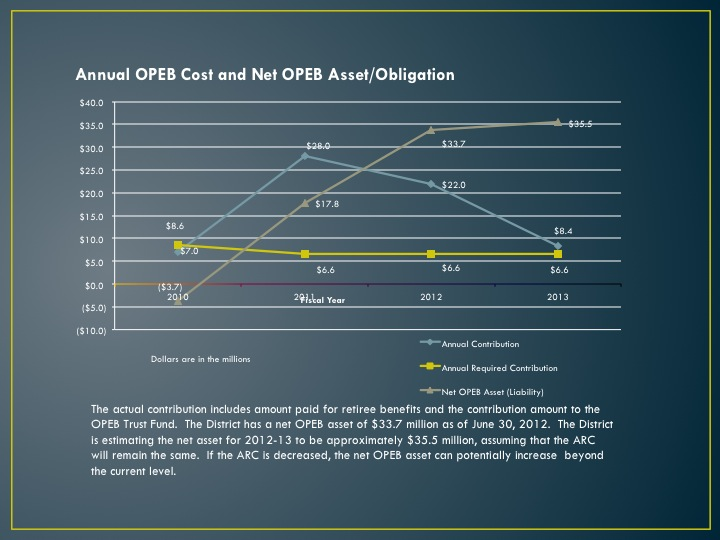 Annual OPEB Cost and Net OPEB Asset/Obligation
$40.0
$35.0
$30.0
$25.0
$20.0
$15.0
$10.0
$5.0
$0.0
($5.0)
($10.0)
$28.0
$35.5
$33.7
$22.0
$17.8
$8.6
$7.0
$8.4
$6.6
$6.6
$6.6
($3.7)
2010
2011
2012
2013
Fiscal Year
Dollars are in the millions
Annual Contribution
Annual Required Contribution
Net OPEB Asset (Liability)
The actual contribution includes amount paid for retiree benefits and the contribution amount to the
OPEB Trust Fund.  The District has a net OPEB asset of $33.7 million as of June 30, 2012.  The District
is estimating the net asset for 2012-13 to be approximately $35.5 million, assuming that the ARC
will remain the same.  If the ARC is decreased, the net OPEB asset can potentially increase  beyond
the current level.